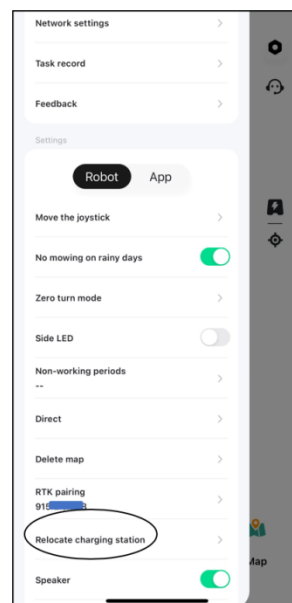 Network settings
Task record
Feedback
Settings
Robot App
Move the joystick
No mowing on rainy days
Zero turn mode
Side LED
Non-working periods
--
Direct
Delete map
RTK pairing
Relocate charging station
Map
Speaker